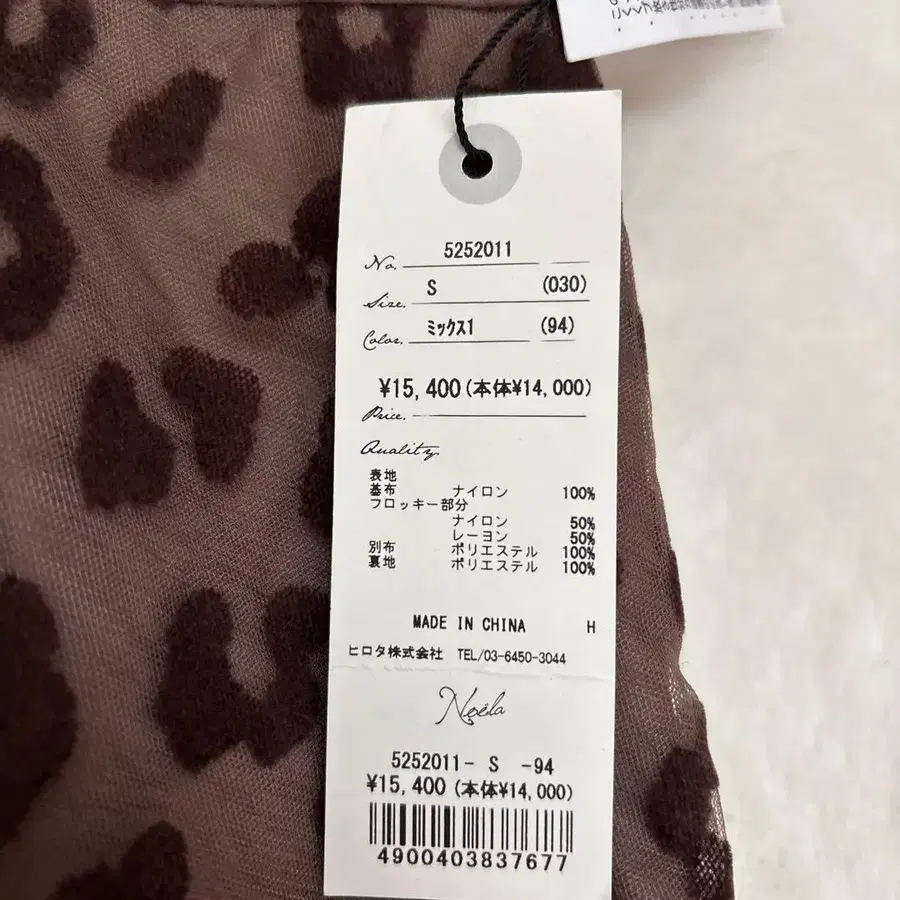 No. 5252011
Size. S (030)
Color. ミックス1 (94)
¥15,400(本体¥14,000)
Price.
Quality.
表地
基布 ナイロン 100%
フロッキー部分
ナイロン 50%
レーヨン 50%
別布 ポリエステル 100%
裏地 ポリエステル 100%
MADE IN CHINA H
ヒロタ株式会社 TEL/03-6450-3044
Noëla
5252011- S -94
¥15,400(本体¥14,000)
4900403837677